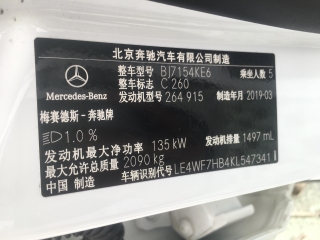 北京奔驰汽车有限公司制造
整车型号 BJ7154KE6 乘坐人数 5
整车标志 C 260
发动机型号 264 915 制造年月 2019-03
Mercedes-Benz
梅赛德斯-奔驰牌
1.0 %
发动机最大净功率 135 kW 发动机排量 1497 mL
最大允许总质量 2090 kg
车辆识别代号 LE4WF7HB4KL547341
中国 制造